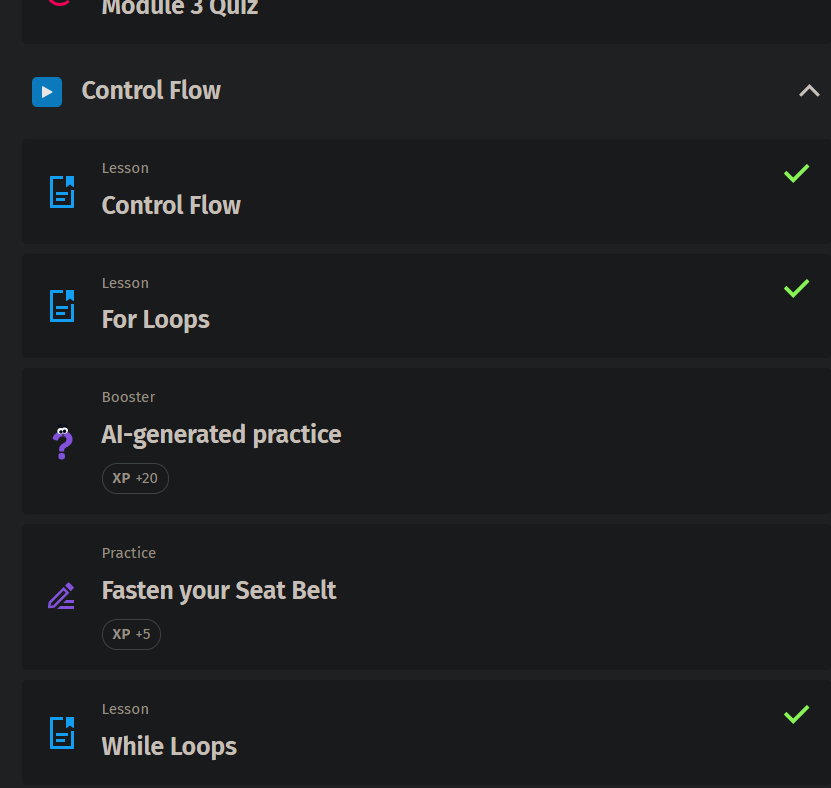 Module 3 Quiz
Control Flow
Lesson
Control Flow
Lesson
For Loops
Booster
AI-generated practice
XP +20
Practice
Fasten your Seat Belt
XP +5
Lesson
While Loops